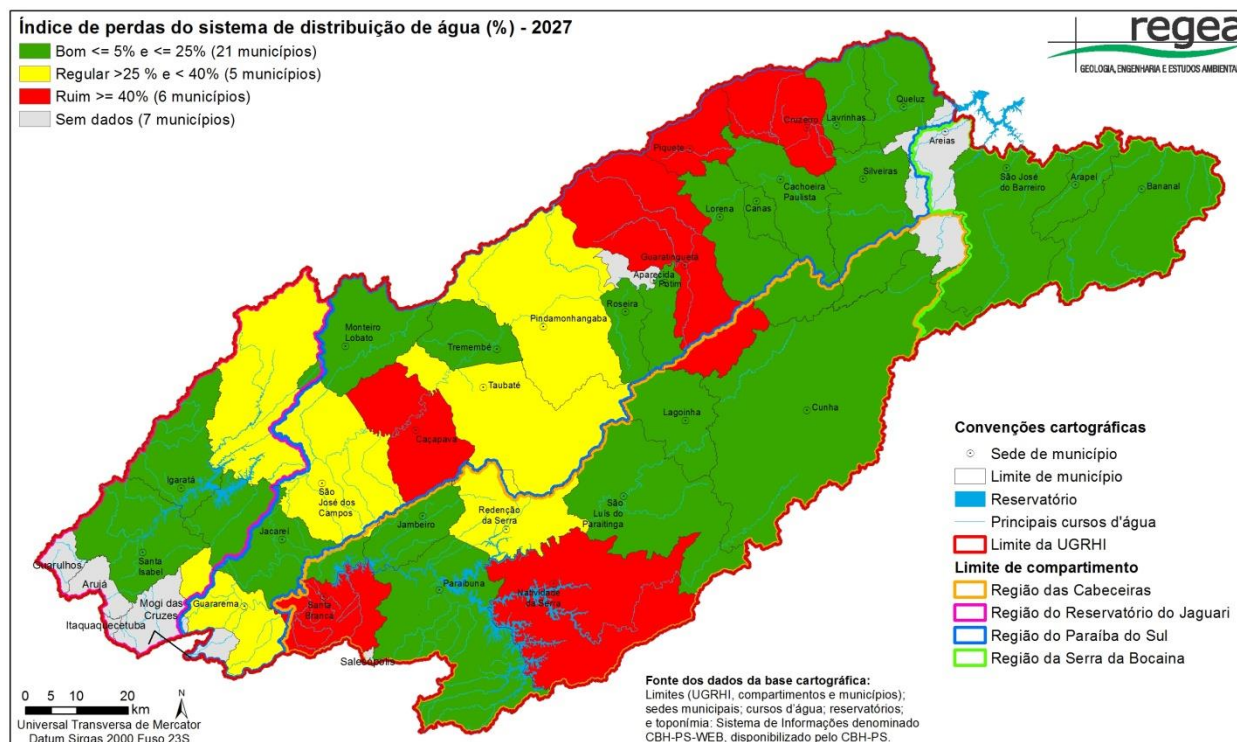 Índice de perdas do sistema de distribuição de água (%) - 2027
Bom <= 5% e <= 25% (21 municípios)
Regular >25 % e < 40% (5 municípios)
Ruim >= 40% (6 municípios)
Sem dados (7 municípios)
regea
GEOLOGIA, ENGENHARIA E ESTUDOS AMBIENTAIS
Queluz
Lavrinhas
Cruzeiro
Areias
Piquete
São José
do Barreiro
Arapeí
Bananal
Silveiras
Cachoeira
Paulista
Canas
Lorena
Guaratinguetá
Aparecida
Potim
Roseira
Pindamonhangaba
Monteiro
Lobato
Tremembé
Taubaté
Lagoinha
Cunha
Caçapava
Igaratá
São
José dos
Campos
São
Luís do
Paraitinga
Redenção
da Serra
Jambeiro
Jacareí
Santa
Isabel
Guarulhos
Arujá
Mogi das
Cruzes
Itaquaquecetuba
Guararema
Santa
Branca
Paraibuna
Natividade
da Serra
Salesópolis
Convenções cartográficas
Sede de município
Limite de município
Reservatório
Principais cursos d'água
Limite da UGRHI
Limite de compartimento
Região das Cabeceiras
Região do Reservatório do Jaguari
Região do Paraíba do Sul
Região da Serra da Bocaina
0 5 10 20
km
N
Universal Transversa de Mercator
Datum Sirgas 2000 Fuso 23S
Fonte dos dados da base cartográfica:
Limites (UGRHI, compartimentos e municípios);
sedes municipais; cursos d'água; reservatórios;
e toponímia: Sistema de Informações denominado
CBH-PS-WEB, disponibilizado pelo CBH-PS.